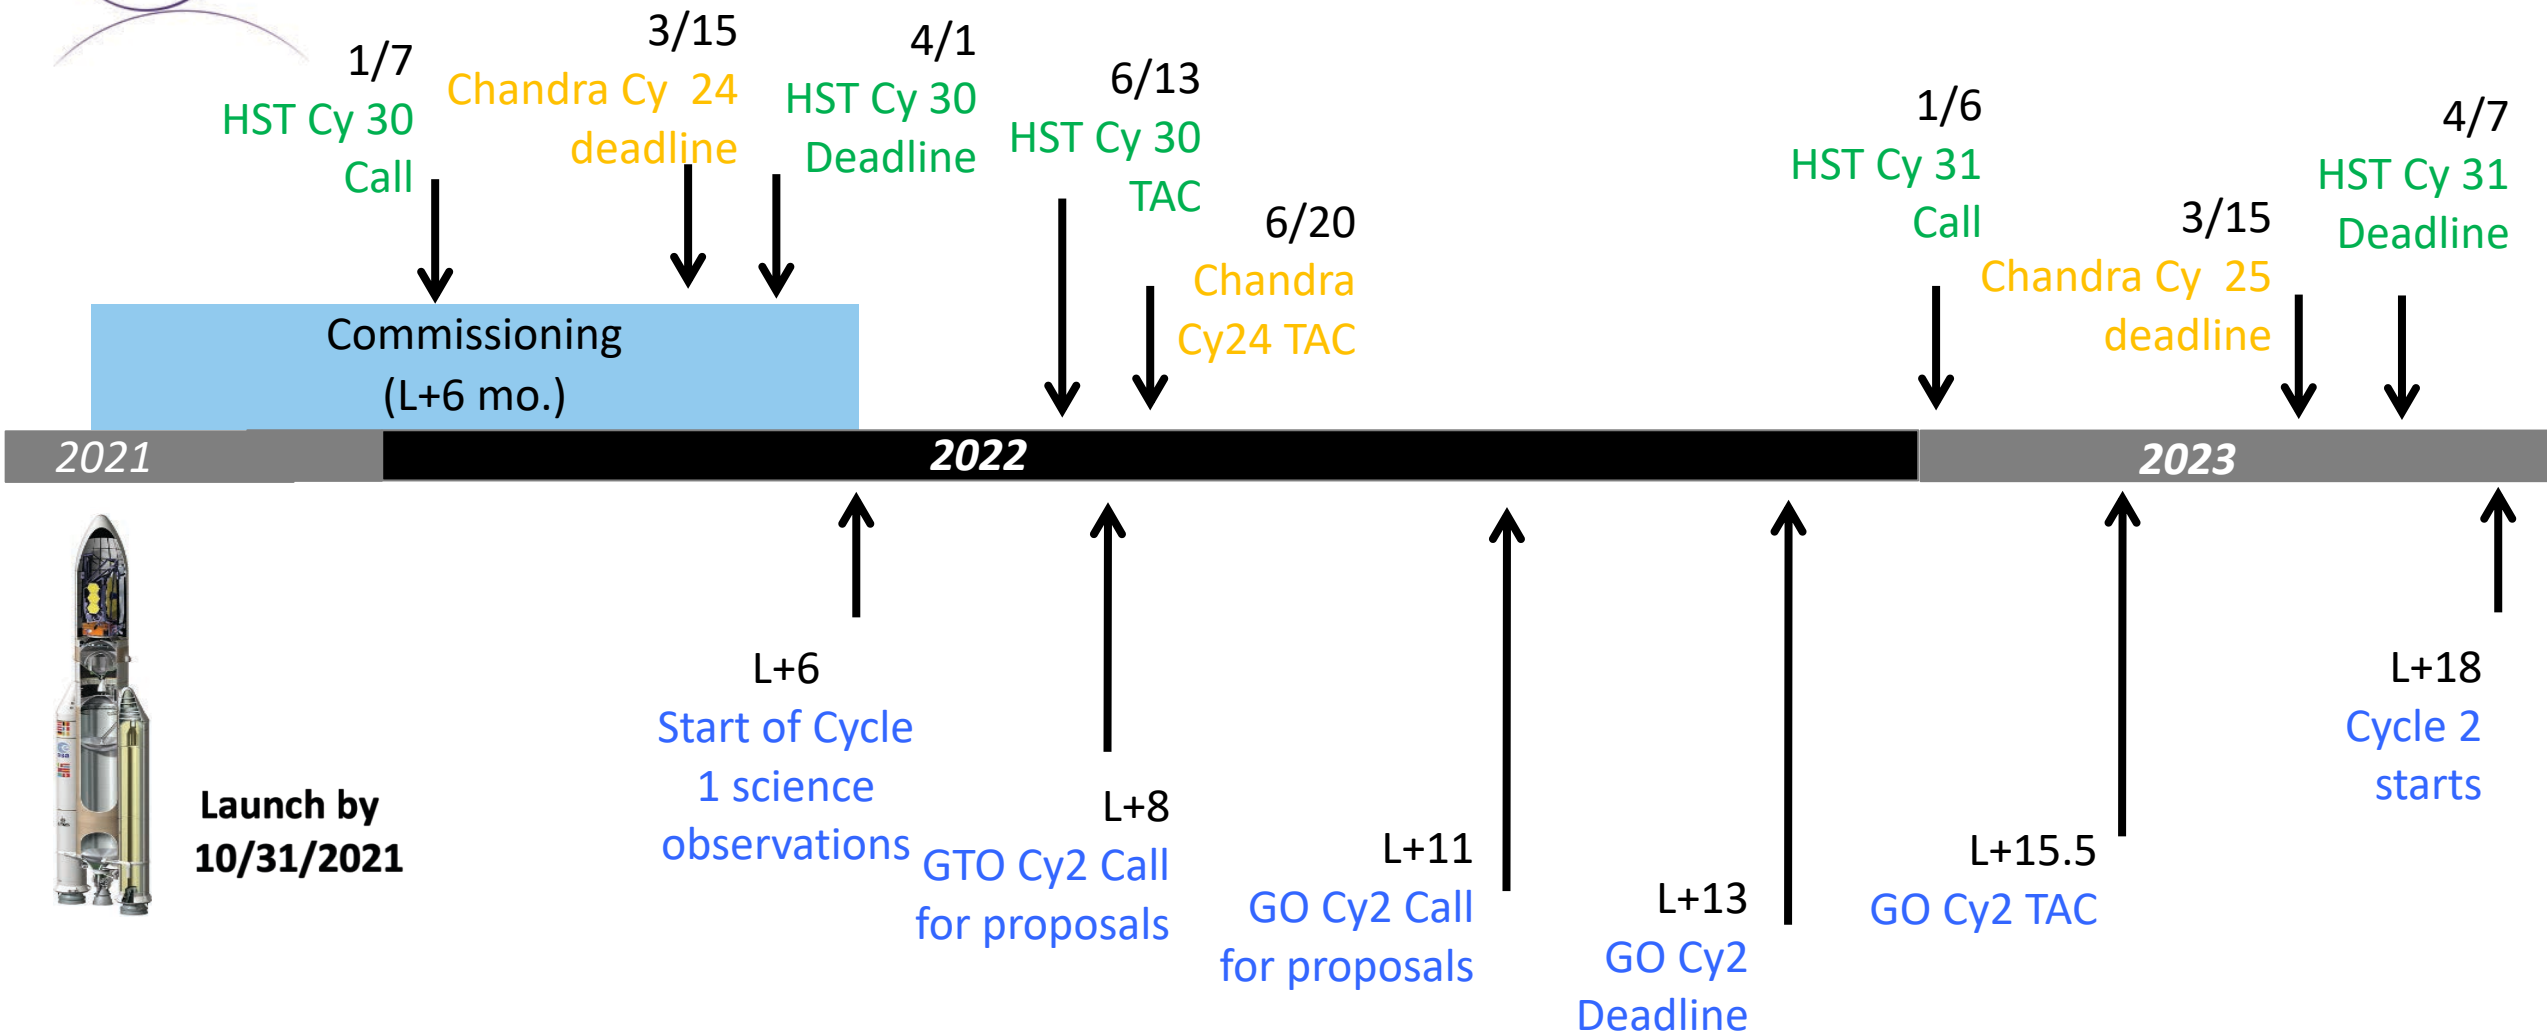 1/7
HST Cy 30
Call
3/15
Chandra Cy 24
deadline
4/1
HST Cy 30
Deadline
6/13
HST Cy 30
TAC
6/20
Chandra
Cy24 TAC
1/6
HST Cy 31
Call
3/15
Chandra Cy 25
deadline
4/7
HST Cy 31
Deadline
Commissioning
(L+6 mo.)
2021
2022
2023
Launch by
10/31/2021
L+6
Start of Cycle
1 science
observations
L+8
GTO Cy2 Call
for proposals
L+11
GO Cy2 Call
for proposals
L+13
GO Cy2
Deadline
L+15.5
GO Cy2 TAC
L+18
Cycle 2
starts